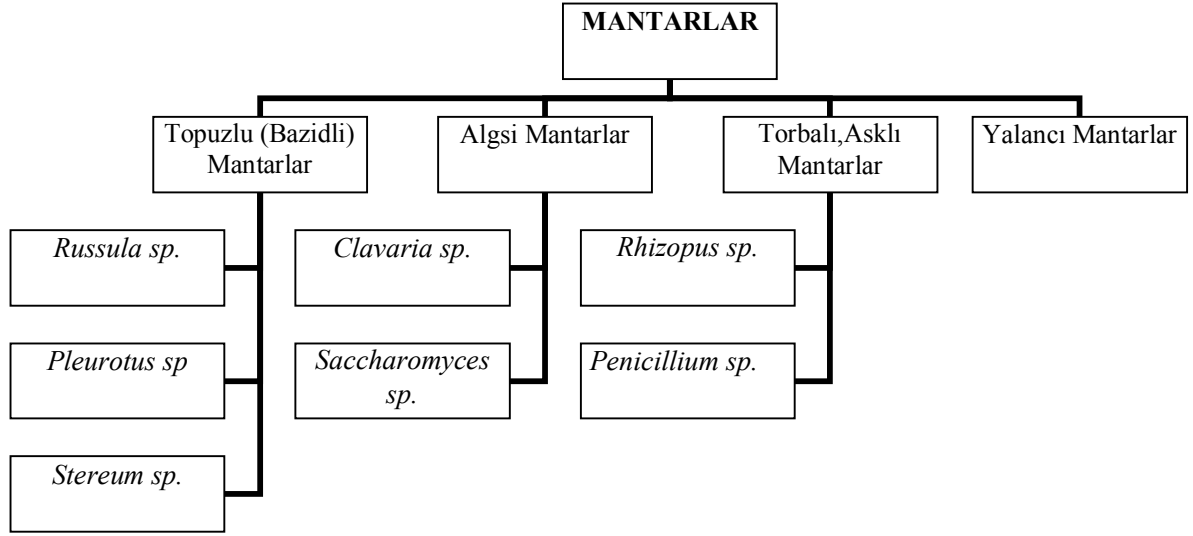 MANTARLAR
Topuzlu (Bazidli)
Mantarlar
Algsi Mantarlar
Torbalı,Asklı
Mantarlar
Yalancı Mantarlar
Russula sp.
Clavaria sp.
Rhizopus sp.
Pleurotus sp
Saccharomyces
sp.
Penicillium sp.
Stereum sp.